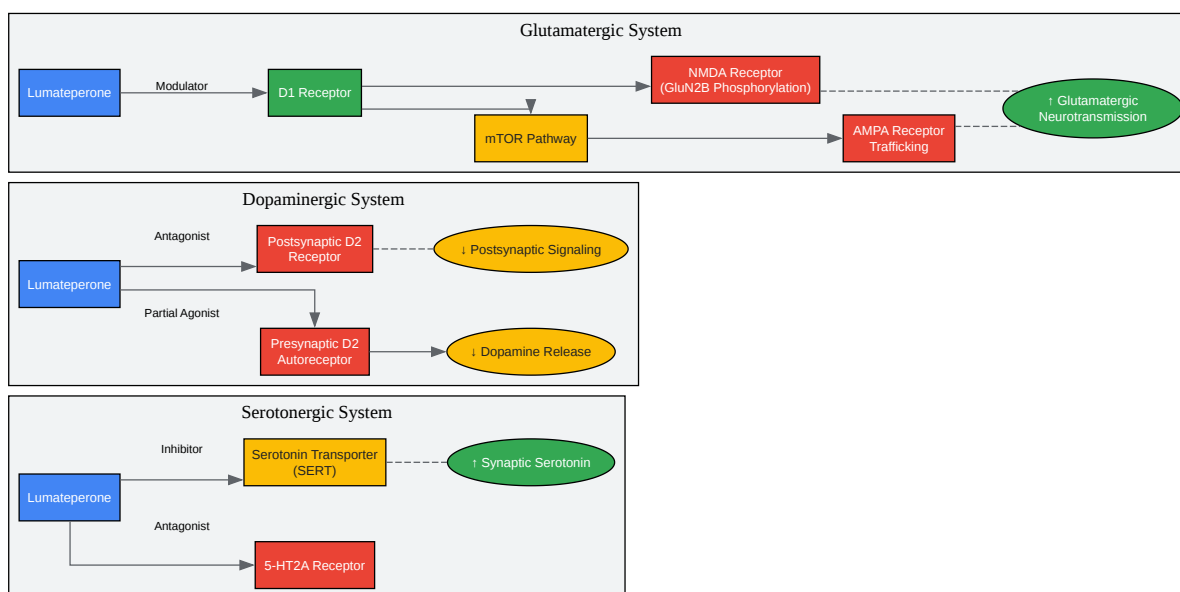 Glutamatergic System
Lumateperone
Modulator
D1 Receptor
NMDA Receptor
(GluN2B Phosphorylation)
mTOR Pathway
AMPA Receptor
Trafficking
↑ Glutamatergic
Neurotransmission
Dopaminergic System
Lumateperone
Antagonist
Postsynaptic D2
Receptor
↓ Postsynaptic Signaling
Partial Agonist
Presynaptic D2
Autoreceptor
↓ Dopamine Release
Serotonergic System
Lumateperone
Inhibitor
Serotonin Transporter
(SERT)
↑ Synaptic Serotonin
Antagonist
5-HT2A Receptor